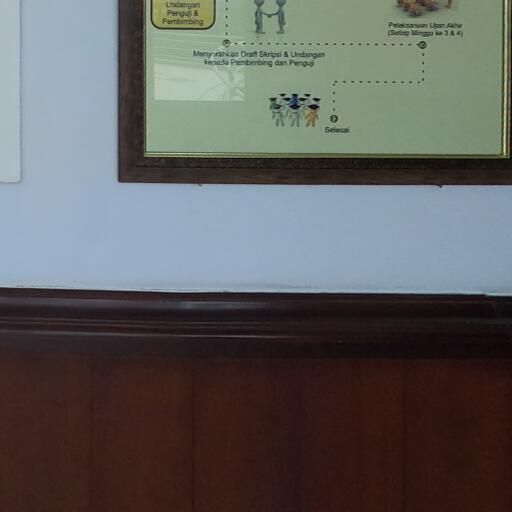 Undangan
Penguji &
Pembimbing
Pelaksanaan Ujian Akhir
(Setiap Minggu ke 3 & 4)
Menyerahkan Draft Skripsi & Undangan
kepada Pembimbing dan Penguji
Selesai